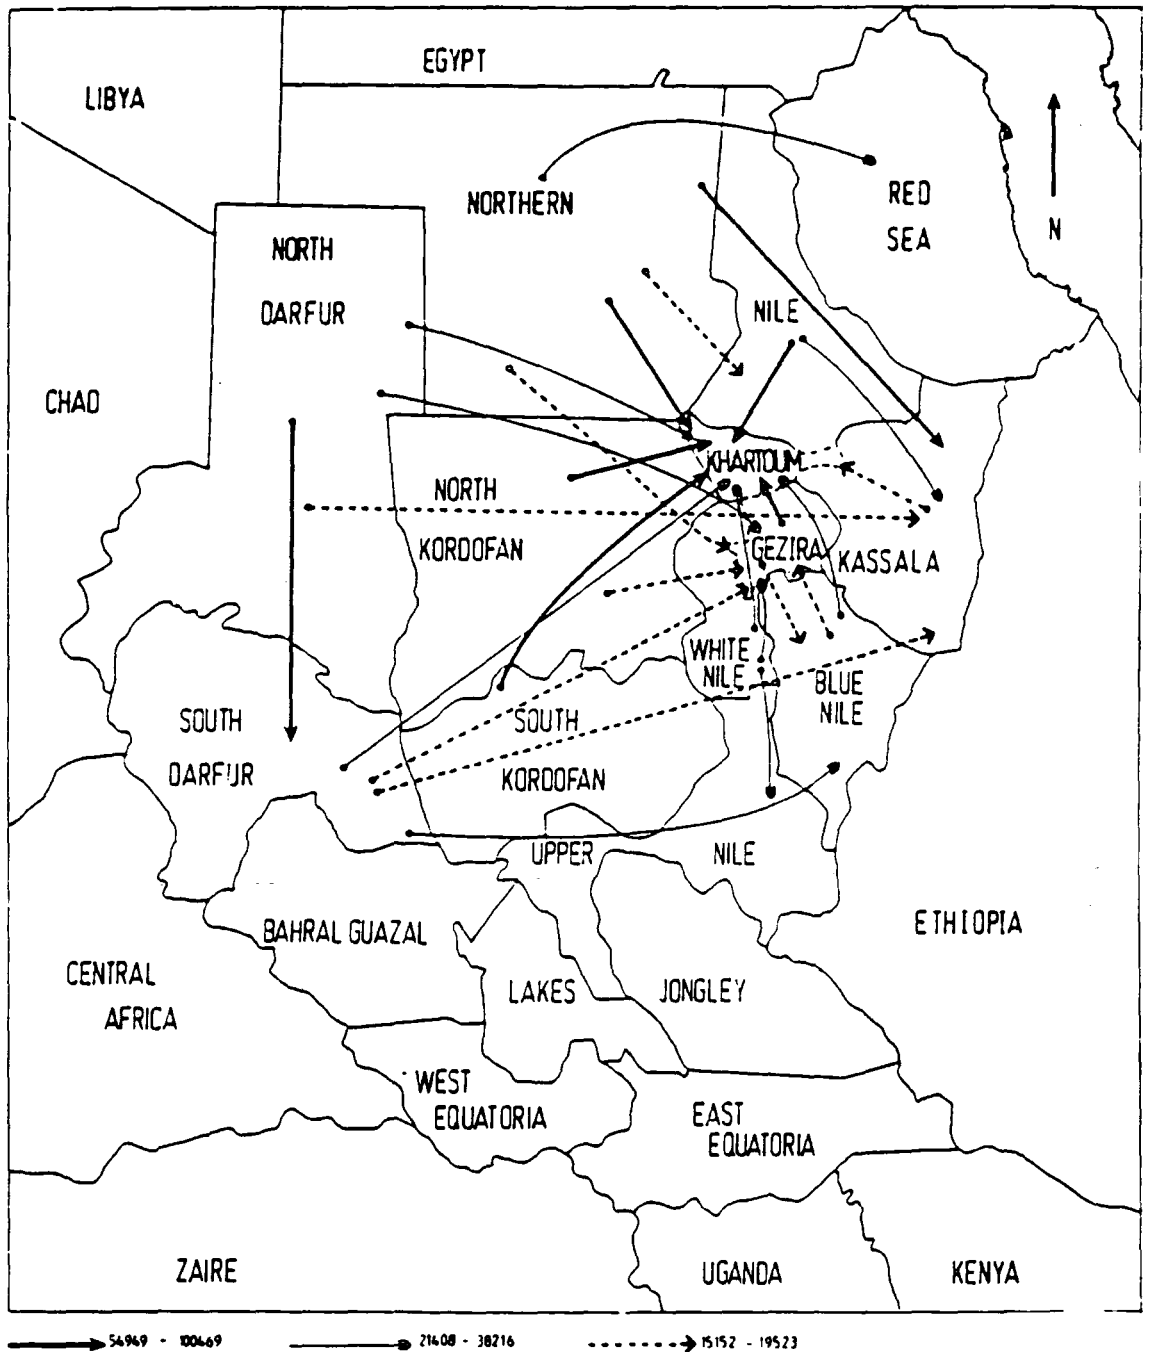 EGYPT
LIBYA
NORTHERN
RED
SEA
N
NORTH
DARFUR
NILE
CHAD
KHARTOUM
NORTH
KORDOFAN
GEZIRA
KASSALA
WHITE
NILE
BLUE
NILE
SOUTH
DARFUR
SOUTH
KORDOFAN
UPPER NILE
BAHRAL GUAZAL
ETHIOPIA
CENTRAL
AFRICA
LAKES
JONGLEY
WEST
EQUATORIA
EAST
EQUATORIA
ZAIRE
UGANDA
KENYA
54949 - 100469 21408 - 38216 15152 - 19523